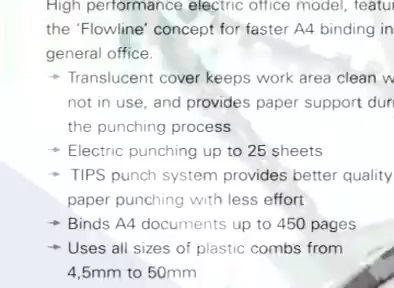 High performance electric office model, featu
the 'Flowline' concept for faster A4 binding in
general office.
→ Translucent cover keeps work area clean w
not in use, and provides paper support dur
the punching process
→ Electric punching up to 25 sheets
→ TIPS punch system provides better quality
paper punching with less effort
→ Binds A4 documents up to 450 pages
→ Uses all sizes of plastic combs from
4,5mm to 50mm